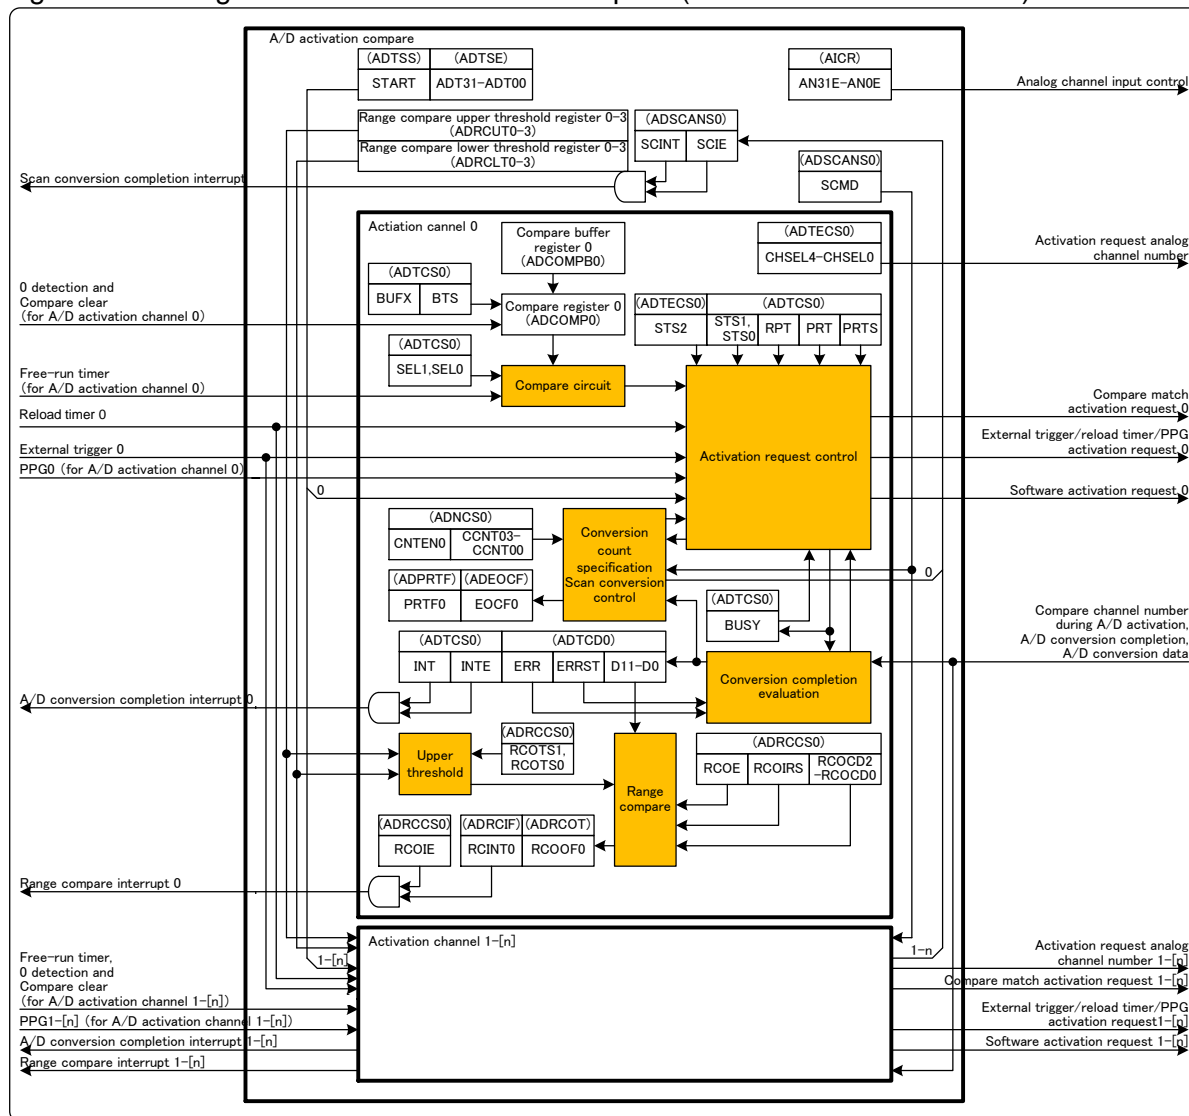 A/D activation compare
(ADTSS) (ADTSE)
START ADT31-ADT00
(AICR)
AN31E-AN0E
Analog channel input control
Range compare upper threshold register 0-3
(ADRCUT0-3)
Range compare lower threshold register 0-3
(ADRCLT0-3)
(ADSCANS0)
SCINT SCIE
(ADSCANS0)
SCMD
Scan conversion completion interrupt
Actiation cannel 0
Compare buffer
register 0
(ADCOMPB0)
(ADTECS0)
CHSEL4-CHSEL0
Activation request analog
channel number
0 detection and
Compare clear
(for A/D activation channel 0)
(ADTCS0)
BUFX BTS
Compare register 0
(ADCOMP0)
(ADTECS0) (ADTCS0)
STS2 STS1, STS0 RPT PRT PRTS
(ADTCS0)
SEL1,SEL0
Free-run timer
(for A/D activation channel 0)
Compare circuit
Compare match
activation request 0
Reload timer 0
External trigger/reload timer/PPG
activation request 0
External trigger 0
Activation request control
PPG0 (for A/D activation channel 0)
0
Software activation request 0
(ADNCS0)
CNTEN0 CCNT03-
CCNT00
Conversion
count
specification
Scan conversion
control
0
(ADPRTF) (ADEOCF)
PRTF0 EOCF0
(ADTCS0)
BUSY
Compare channel number
during A/D activation,
A/D conversion completion,
A/D conversion data
(ADTCS0) (ADTCD0)
INT INTE ERR ERRST D11-D0
Conversion completion
evaluation
A/D conversion completion interrupt 0
Upper
threshold
(ADRCCS0)
RCOTS1,
RCOTS0
Range
compare
(ADRCCS0)
RCOE RCOIRS RCOCD2
-RCOCD0
(ADRCCS0) (ADRCIF) (ADRCOT)
RCOIE RCINT0 RCOOF0
Range compare interrupt 0
Activation channel 1-[n]
1-[n]
1-n
Free-run timer,
0 detection and
Compare clear
(for A/D activation channel 1-[n])
PPG1-[n] (for A/D activation channel 1-[n])
A/D conversion completion interrupt 1-[n]
Range compare interrupt 1-[n]
Activation request analog
channel number 1-[n]
Compare match activation request 1-[n]
External trigger/reload timer/PPG
activation request1-[n]
Software activation request 1-[n]